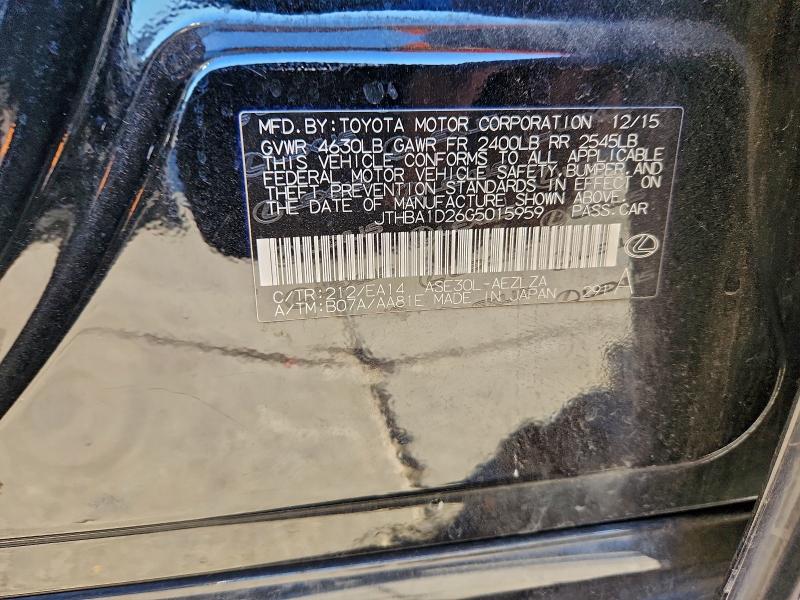 MFD. BY: TOYOTA MOTOR CORPORATION 12/15
GVWR 4630LB GAWR FR 2400LB RR 2545LB
THIS VEHICLE CONFORMS TO ALL APPLICABLE
FEDERAL MOTOR VEHICLE SAFETY, BUMPER, AND
THEFT PREVENTION STANDARDS IN EFFECT ON
THE DATE OF MANUFACTURE SHOWN ABOVE.
JTHBA1D26G5015959 PASS. CAR
C/TR: 212/EA14 ASE30L-AEZLZA
A/TM: B07A/AA81E MADE IN JAPAN A